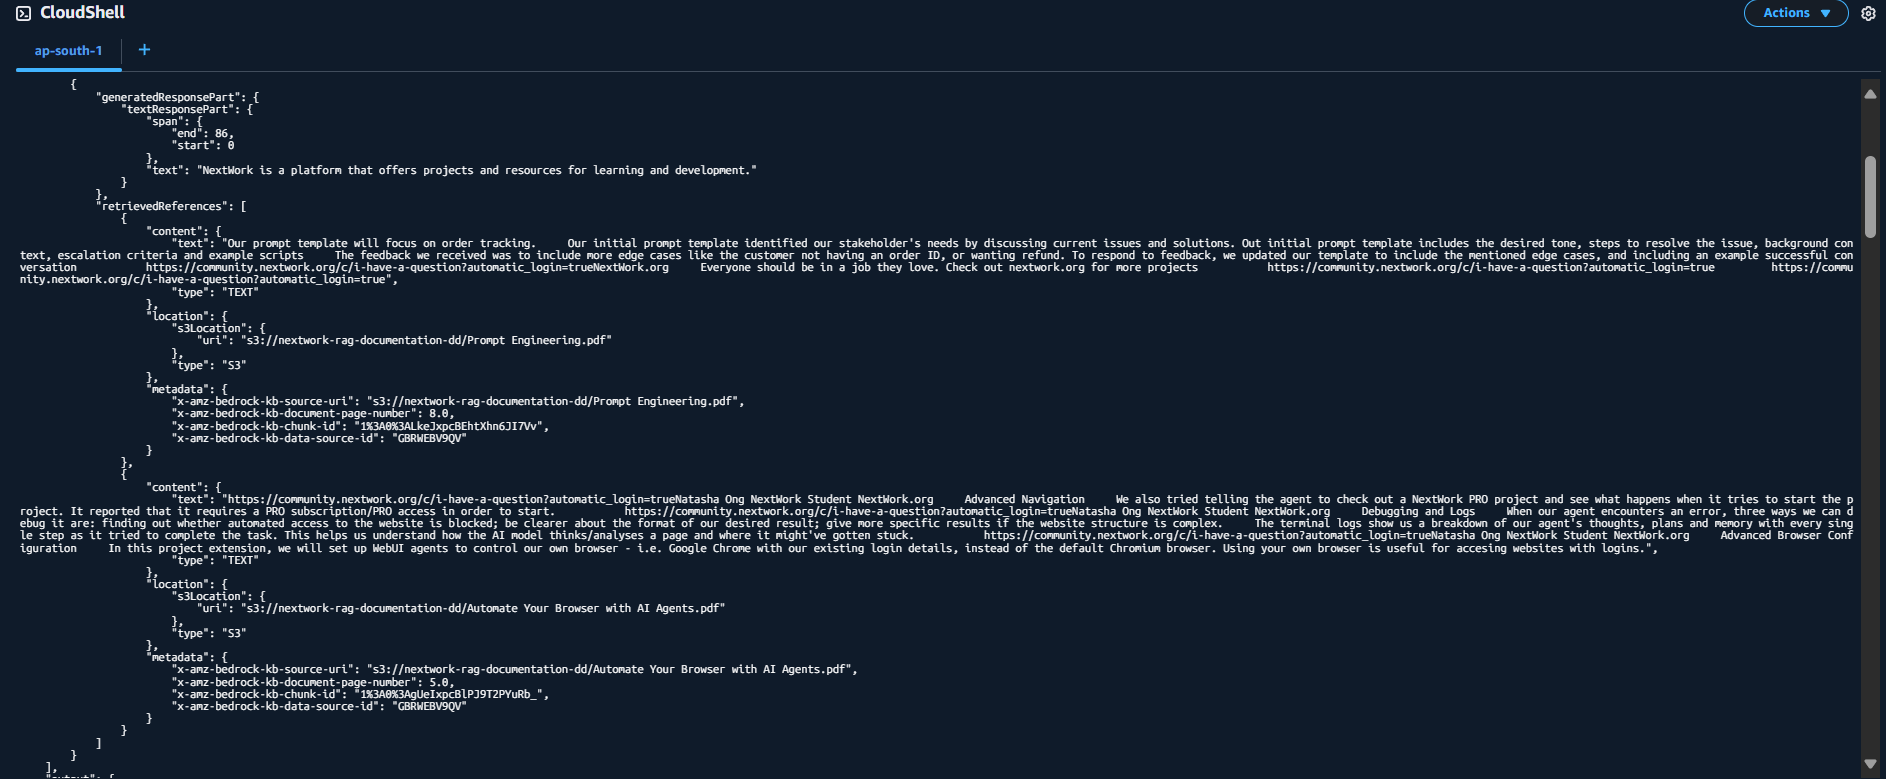 CloudShell
Actions
ap-south-1
+
{
"generatedResponsePart": {
"textResponsePart": {
"span": {
"end": 86,
"start": 0
},
"text": "NextWork is a platform that offers projects and resources for learning and development."
}
},
"retrievedReferences": [
{
"content": {
"text": "Our prompt template will focus on order tracking. Our initial prompt template identified our stakeholder's needs by discussing current issues and solutions. Out initial prompt template includes the desired tone, steps to resolve the issue, background con
text, escalation criteria and example scripts The feedback we received was to include more edge cases like the customer not having an order ID, or wanting refund. To respond to feedback, we updated our template to include the mentioned edge cases, and including an example successful con
versation https://community.nextwork.org/c/i-have-a-question?automatic_login=trueNextWork.org Everyone should be in a job they love. Check out nextwork.org for more projects https://community.nextwork.org/c/i-have-a-question?automatic_login=true https://commu
nity.nextwork.org/c/i-have-a-question?automatic_login=true",
"type": "TEXT"
},
"location": {
"s3Location": {
"uri": "s3://nextwork-rag-documentation-dd/Prompt Engineering.pdf"
},
"type": "S3"
},
"metadata": {
"x-amz-bedrock-kb-source-uri": "s3://nextwork-rag-documentation-dd/Prompt Engineering.pdf",
"x-amz-bedrock-kb-document-page-number": 8.0,
"x-amz-bedrock-kb-chunk-id": "1%3A0%3ALkeJxpcBEhtXhn6JI7Vv",
"x-amz-bedrock-kb-data-source-id": "GBRWEBV9QV"
}
},
{
"content": {
"text": "https://community.nextwork.org/c/i-have-a-question?automatic_login=trueNatasha Ong NextWork Student NextWork.org Advanced Navigation We also tried telling the agent to check out a NextWork PRO project and see what happens when it tries to start the p
roject. It reported that it requires a PRO subscription/PRO access in order to start. https://community.nextwork.org/c/i-have-a-question?automatic_login=trueNatasha Ong NextWork Student NextWork.org Debugging and Logs When our agent encounters an error, three ways we can d
ebug it are: finding out whether automated access to the website is blocked; be clearer about the format of our desired result; give more specific results if the website structure is complex. The terminal logs show us a breakdown of our agent's thoughts, plans and memory with every sing
le step as it tried to complete the task. This helps us understand how the AI model thinks/analyses a page and where it might've gotten stuck. https://community.nextwork.org/c/i-have-a-question?automatic_login=trueNatasha Ong NextWork Student NextWork.org Advanced Browser Conf
iguration In this project extension, we will set up WebUI agents to control our own browser - i.e. Google Chrome with our existing login details, instead of the default Chromium browser. Using your own browser is useful for accesing websites with logins.",
"type": "TEXT"
},
"location": {
"s3Location": {
"uri": "s3://nextwork-rag-documentation-dd/Automate Your Browser with AI Agents.pdf"
},
"type": "S3"
},
"metadata": {
"x-amz-bedrock-kb-source-uri": "s3://nextwork-rag-documentation-dd/Automate Your Browser with AI Agents.pdf",
"x-amz-bedrock-kb-document-page-number": 5.0,
"x-amz-bedrock-kb-chunk-id": "1%3A0%3AgUeIxpcBlPJ9T2PYuRb_",
"x-amz-bedrock-kb-data-source-id": "GBRWEBV9QV"
}
}
]
}
],
"output": {